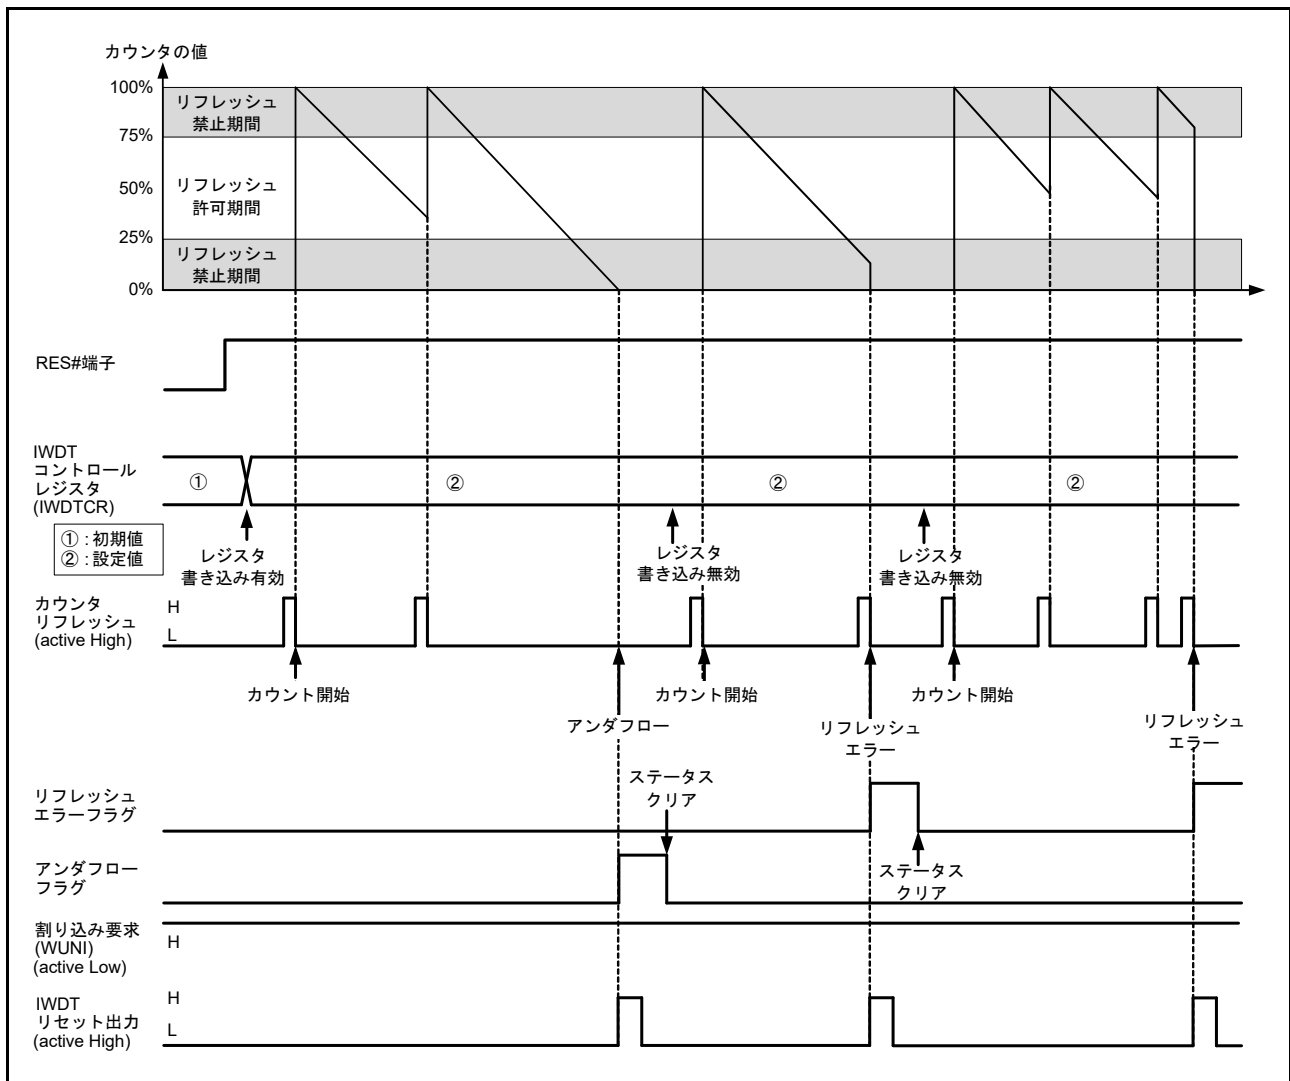 カウンタの値
100%
リフレッシュ
禁止期間
75%
50%
リフレッシュ
許可期間
25%
リフレッシュ
禁止期間
0%
RES#端子
IWDT
コントロール
レジスタ
(IWDTCR)
①
②
②
②
① : 初期値
② : 設定値
レジスタ
書き込み有効
レジスタ
書き込み無効
レジスタ
書き込み無効
カウンタ
リフレッシュ
(active High)
H
L
カウント開始
カウント開始
カウント開始
アンダフロー
リフレッシュ
エラー
リフレッシュ
エラー
リフレッシュ
エラーフラグ
ステータス
クリア
アンダフロー
フラグ
ステータス
クリア
割り込み要求
(WUNI)
(active Low)
H
IWDT
リセット出力
(active High)
H
L